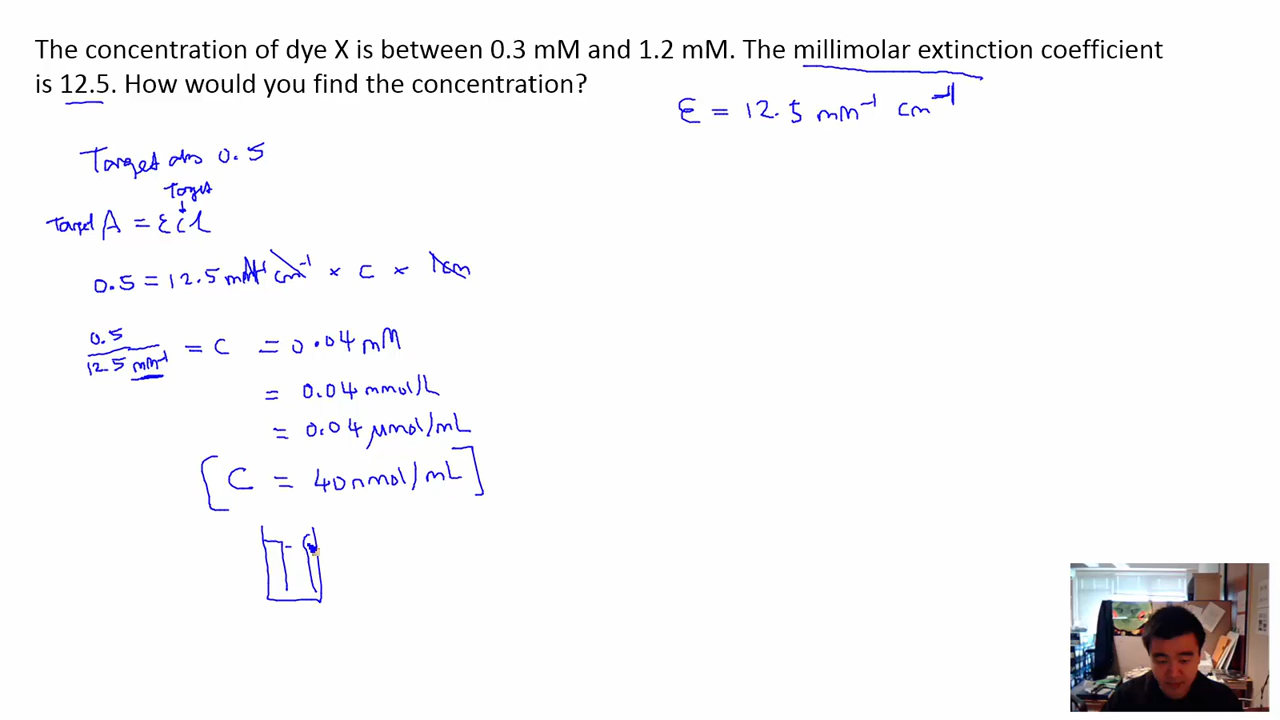 The concentration of dye X is between 0.3 mM and 1.2 mM. The millimolar extinction coefficient
is 12.5. How would you find the concentration?
ε = 12.5 mM⁻¹ cm⁻¹
Target abs 0.5
Target
Target A = εcl
0.5 = 12.5 mM⁻¹ cm⁻¹ × C × 1cm
0.5
12.5 mM⁻¹ = C = 0.04 mM
= 0.04 mmol/L
= 0.04 μmol/mL
[C = 40nmol/mL]